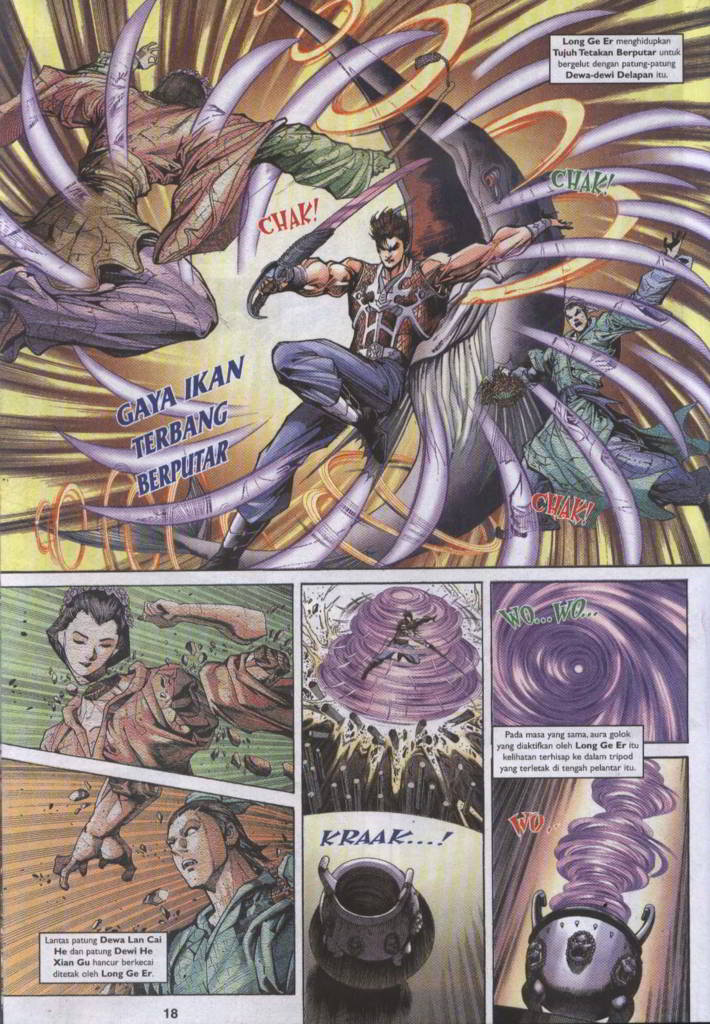 Long Ge Er menghidupkan
Tujuh Tetakan Berputar untuk
bergelut dengan patung-patung
Dewa-dewi Delapan itu.
CHAK!
CHAK!
GAYA IKAN
TERBANG
BERPUTAR
CHAK!
Lantas patung Dewa Lan Cai
He dan patung Dewi He
Xian Gu hancur berkecai
ditetak oleh Long Ge Er.
KRAAK...!
WO...WO...
Pada masa yang sama, aura golok
yang diaktifkan oleh Long Ge Er itu
kelihatan terhisap ke dalam tripod
yang terletak di tengah pelantar itu.
WO...
18